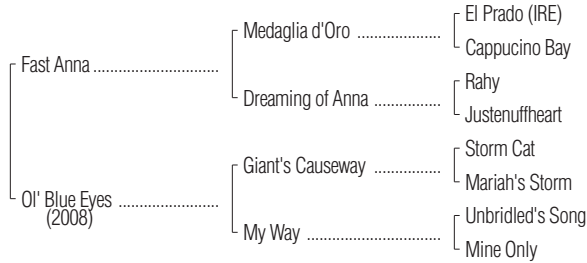 El Prado (IRE)
Medaglia d'Oro ..................
Cappucino Bay
Fast Anna ...........................
Rahy
Dreaming of Anna ..............
Justenuffheart
Storm Cat
Giant's Causeway ...............
Mariah's Storm
Ol' Blue Eyes ......................
(2008)
Unbridled's Song
My Way .............................
Mine Only